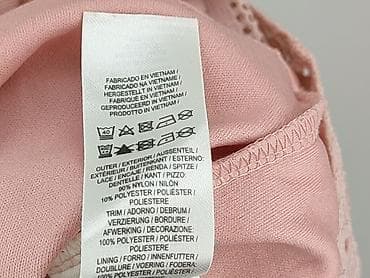 FABRICADO EN VIETNAM /
FABRICADO NA VIETNAME /
HERGESTELLT IN VIETNAM /
FABRIQUÉ EN VIETNAM /
GEPRODUCEERD IN VIETNAM /
PRODOTTO IN VIETNAM
OUTER / EXTERIOR / AUSSENTEIL /
EXTÉRIEUR / BUITENKANT / ESTERNO:
LACE / ENCAJE / RENDA / SPITZE /
DENTELLE / KANT / PIZZO:
90% NYLON / NILÓN
10% POLYESTER / POLIÉSTER /
POLIESTERE
TRIM / ADORNO / DEBRUM /
VERZIERUNG / BORDURE /
AFWERKING / DECORAZIONE:
100% POLYESTER / POLIÉSTER /
POLIESTERE
LINING / FORRO / INNENFUTTER /
DOUBLURE / VOERING / FODERA:
100% POLYESTER / POLIÉSTER /